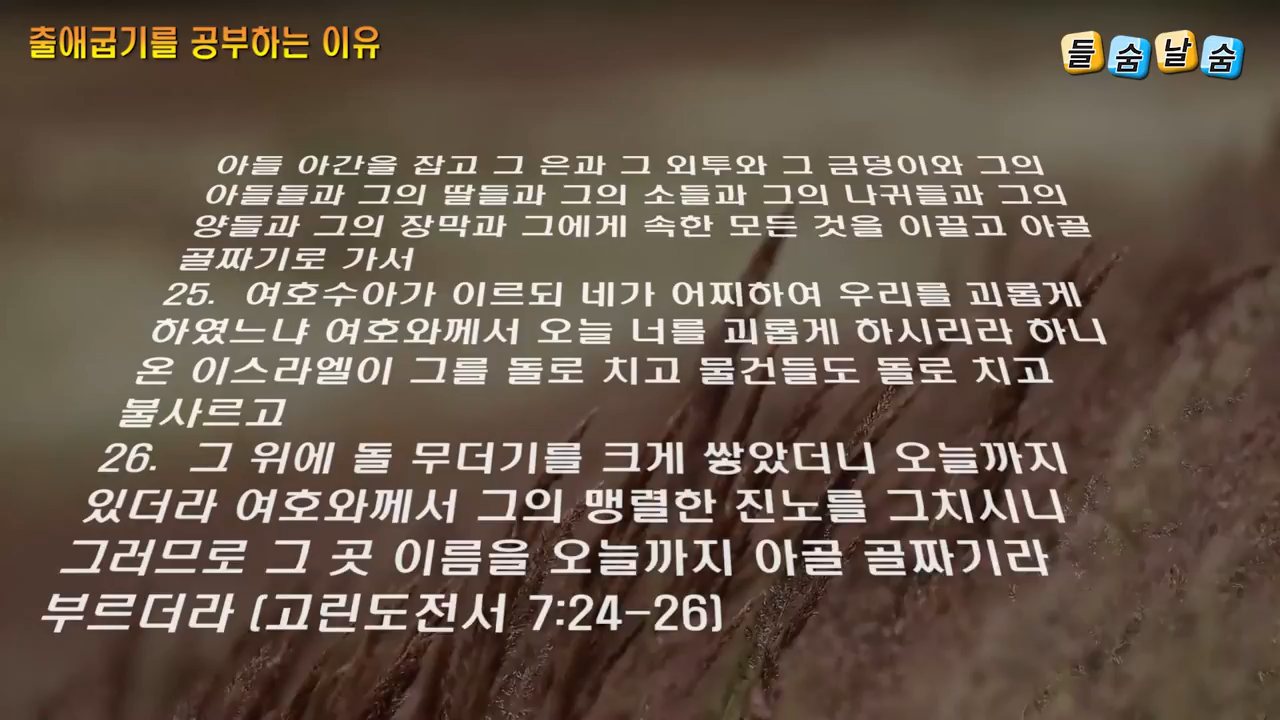 출애굽기를 공부하는 이유
들숨날숨
아들 아간을 잡고 그 은과 그 외투와 그 금덩이와 그의
아들들과 그의 딸들과 그의 소들과 그의 나귀들과 그의
양들과 그의 장막과 그에게 속한 모든 것을 이끌고 아골
골짜기로 가서
25. 여호수아가 이르되 네가 어찌하여 우리를 괴롭게
하였느냐 여호와께서 오늘 너를 괴롭게 하시리라 하니
온 이스라엘이 그를 돌로 치고 물건들도 돌로 치고
불사르고
26. 그 위에 돌 무더기를 크게 쌓았더니 오늘까지
있더라 여호와께서 그의 맹렬한 진노를 그치시니
그러므로 그 곳 이름을 오늘까지 아골 골짜기라
부르더라 (고린도전서 7:24-26)